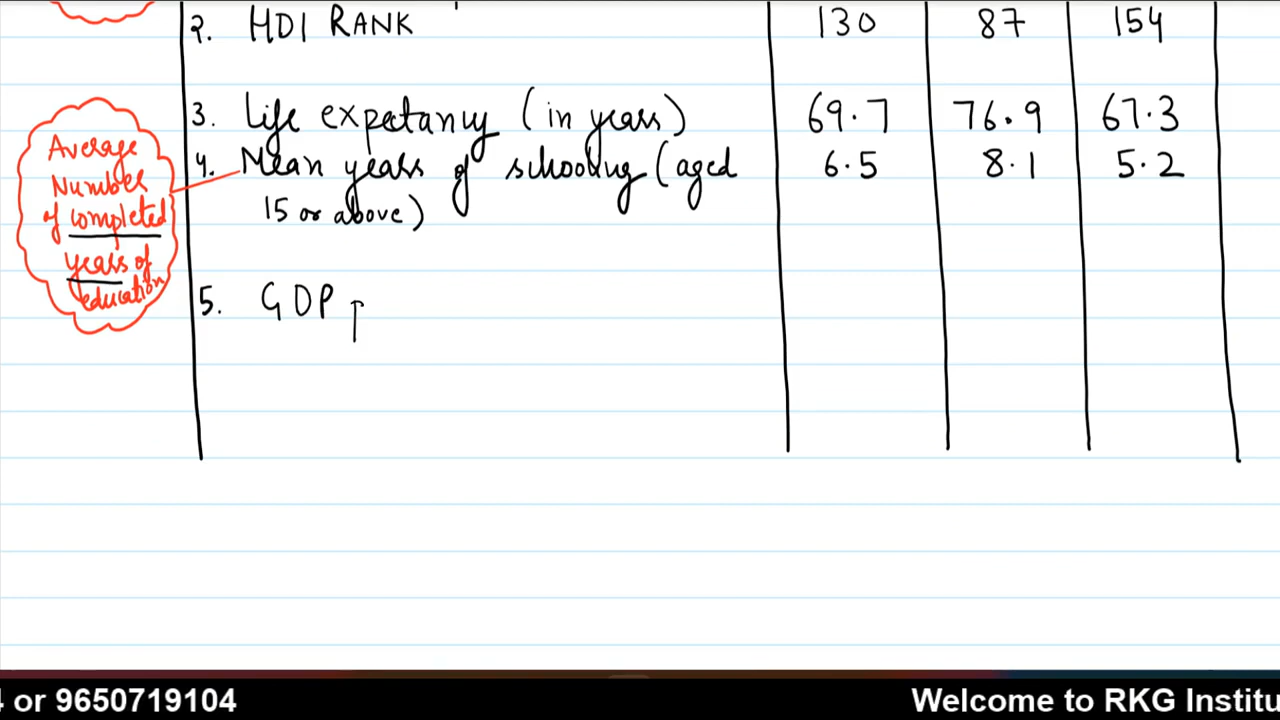 2. HDI RANK 130 87 154
3. Life expetancy (in years) 69.7 76.9 67.3
4. Mean years of schooling (aged 6.5 8.1 5.2
15 or above)
5. GDP
Average
Number
of completed
years of
education
4 or 9650719104 Welcome to RKG Institu